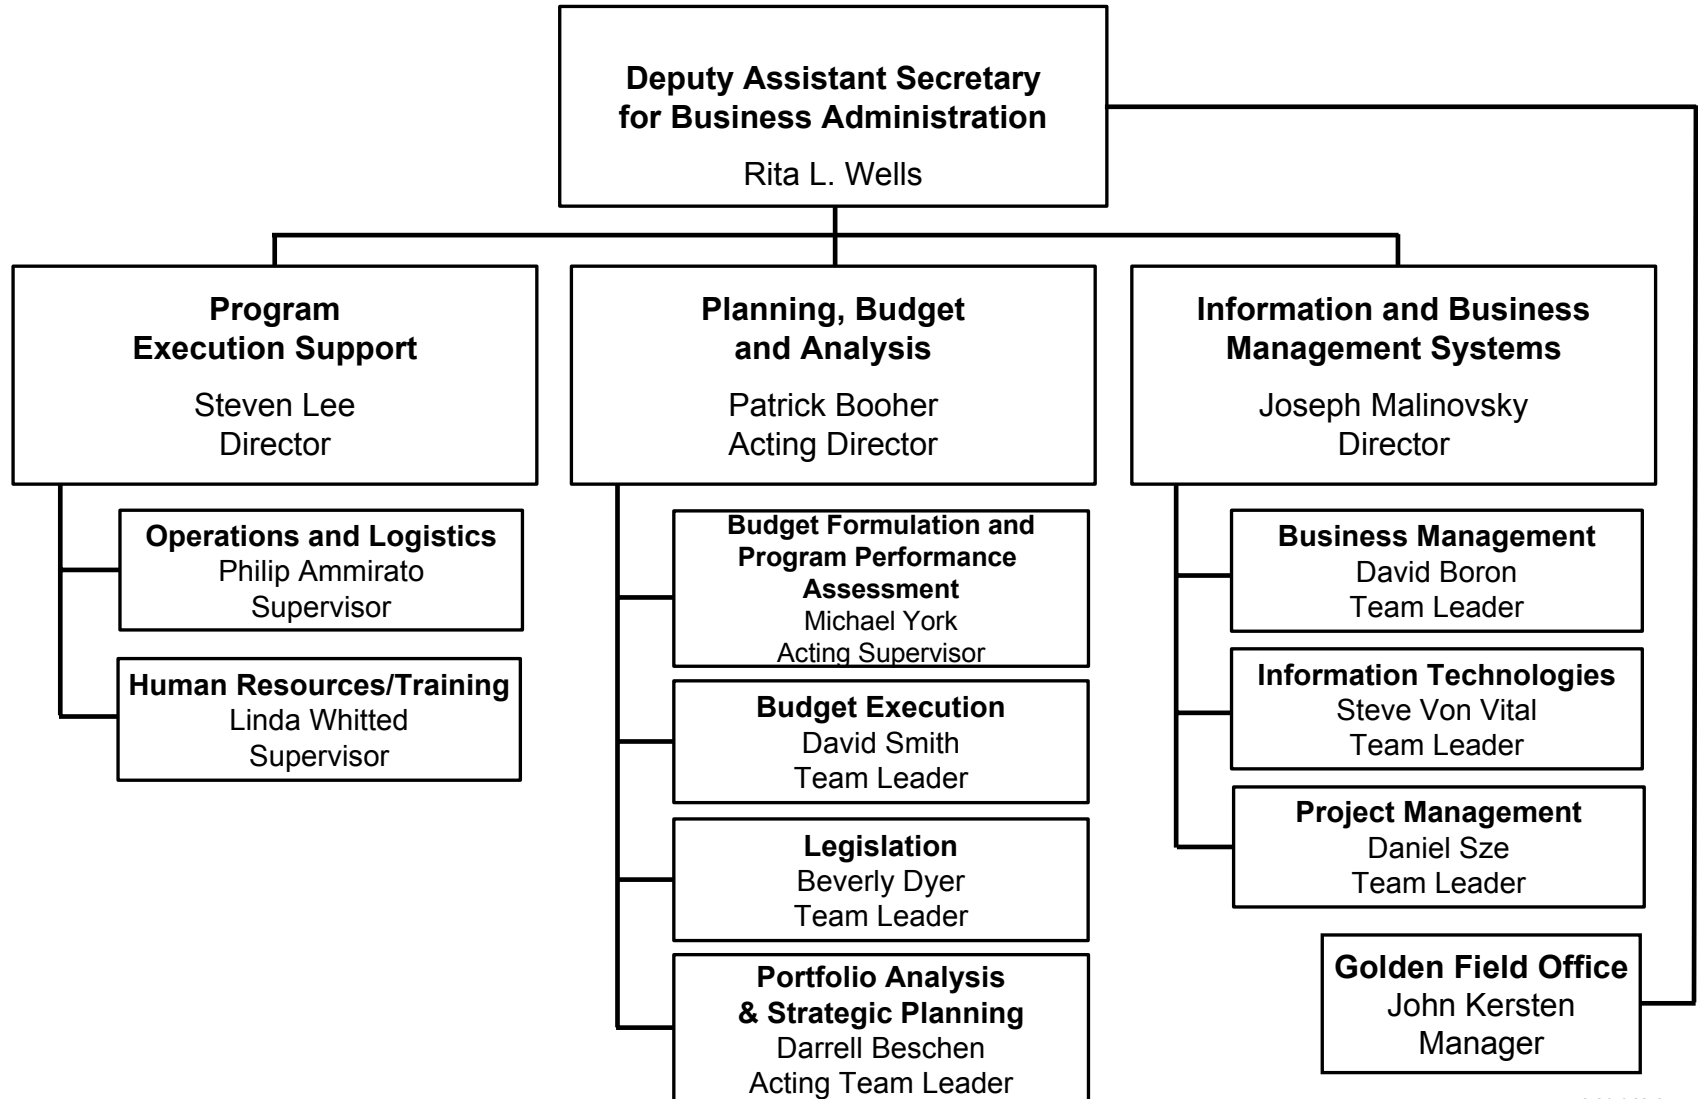 Deputy Assistant Secretary
for Business Administration
Rita L. Wells
Program
Execution Support
Steven Lee
Director
Operations and Logistics
Philip Ammirato
Supervisor
Human Resources/Training
Linda Whitted
Supervisor
Planning, Budget
and Analysis
Patrick Booher
Acting Director
Budget Formulation and
Program Performance
Assessment
Michael York
Acting Supervisor
Budget Execution
David Smith
Team Leader
Legislation
Beverly Dyer
Team Leader
Portfolio Analysis
& Strategic Planning
Darrell Beschen
Acting Team Leader
Information and Business
Management Systems
Joseph Malinovsky
Director
Business Management
David Boron
Team Leader
Information Technologies
Steve Von Vital
Team Leader
Project Management
Daniel Sze
Team Leader
Golden Field Office
John Kersten
Manager